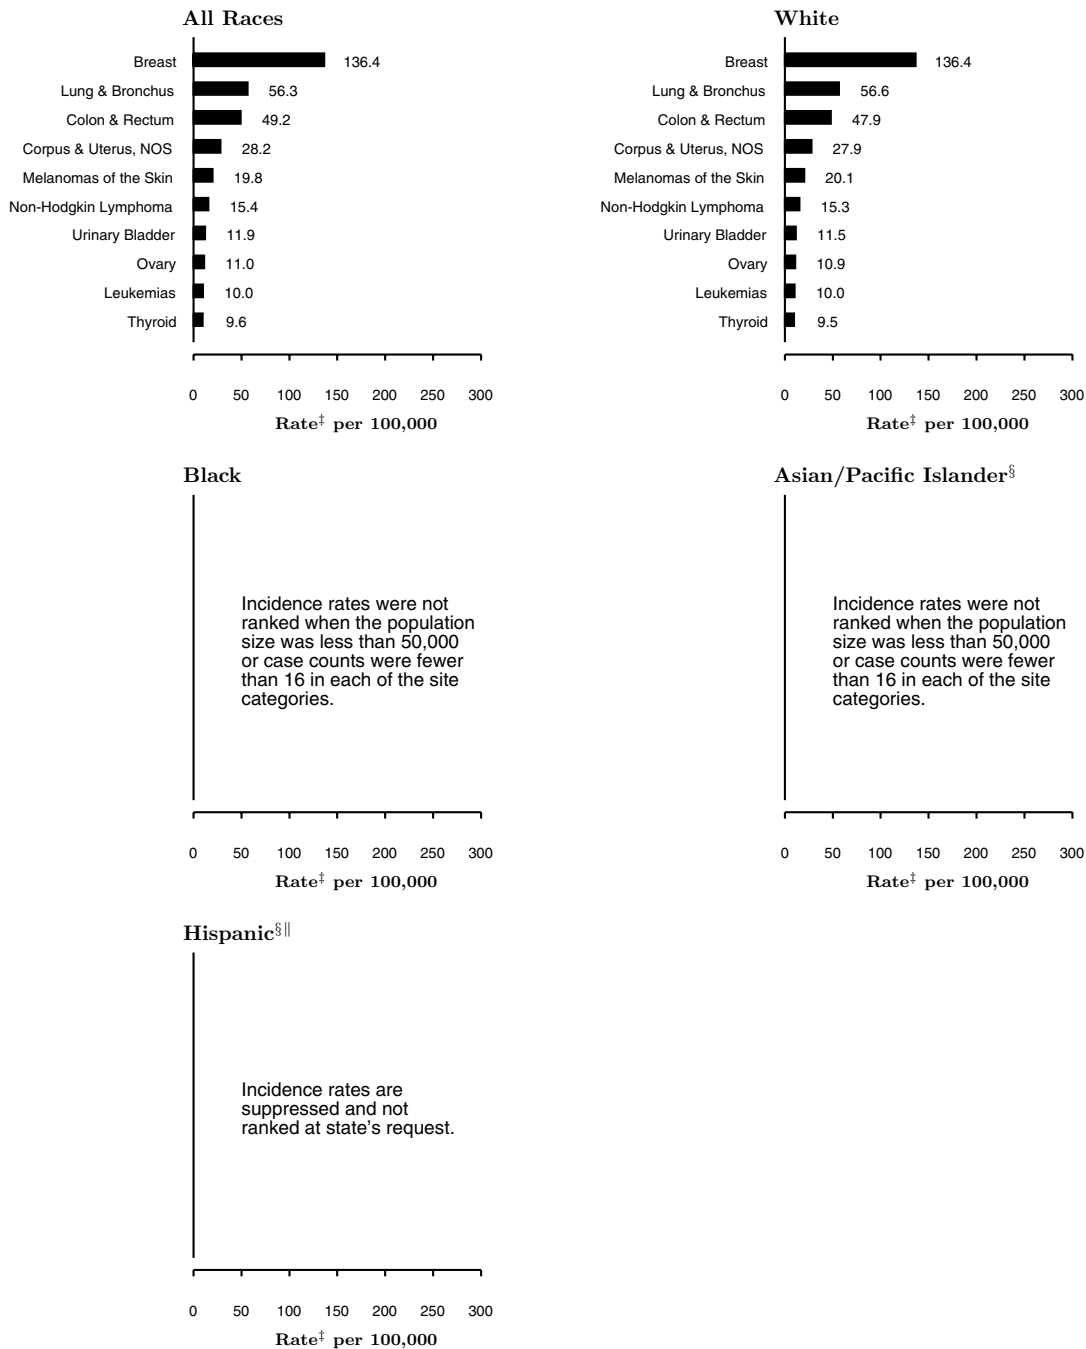 All Races
Breast 136.4
Lung & Bronchus 56.3
Colon & Rectum 49.2
Corpus & Uterus, NOS 28.2
Melanomas of the Skin 19.8
Non-Hodgkin Lymphoma 15.4
Urinary Bladder 11.9
Ovary 11.0
Leukemias 10.0
Thyroid 9.6
0 50 100 150 200 250 300
Rate‡ per 100,000
White
Breast 136.4
Lung & Bronchus 56.6
Colon & Rectum 47.9
Corpus & Uterus, NOS 27.9
Melanomas of the Skin 20.1
Non-Hodgkin Lymphoma 15.3
Urinary Bladder 11.5
Ovary 10.9
Leukemias 10.0
Thyroid 9.5
0 50 100 150 200 250 300
Rate‡ per 100,000
Black
Incidence rates were not
ranked when the population
size was less than 50,000
or case counts were fewer
than 16 in each of the site
categories.
0 50 100 150 200 250 300
Rate‡ per 100,000
Asian/Pacific Islander§
Incidence rates were not
ranked when the population
size was less than 50,000
or case counts were fewer
than 16 in each of the site
categories.
0 50 100 150 200 250 300
Rate‡ per 100,000
Hispanic§‖
Incidence rates are
suppressed and not
ranked at state's request.
0 50 100 150 200 250 300
Rate‡ per 100,000